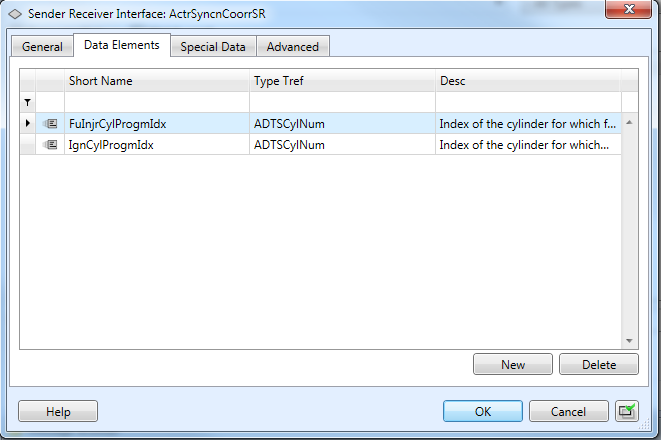 Sender Receiver Interface: ActrSyncnCoorrSR
General Data Elements Special Data Advanced
Short Name Type Tref Desc
FuInjrCylProgmIdx ADTSCylNum Index of the cylinder for which f...
IgnCylProgmIdx ADTSCylNum Index of the cylinder for which...
New Delete
Help OK Cancel